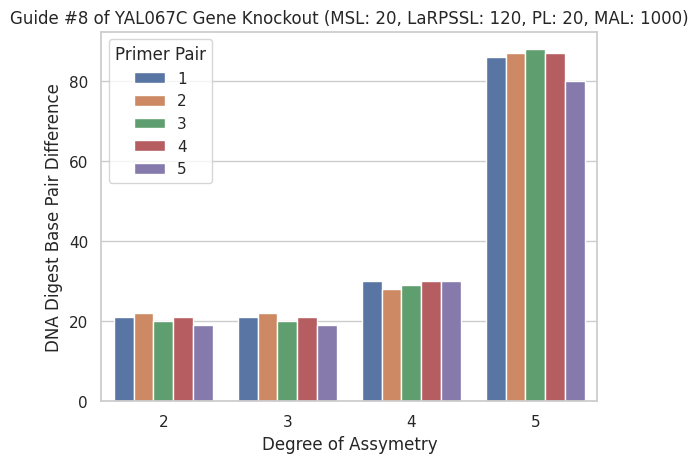 Guide #8 of YAL067C Gene Knockout (MSL: 20, LaRPSSL: 120, PL: 20, MAL: 1000)
Primer Pair
1
2
3
4
5
DNA Digest Base Pair Difference
80
60
40
20
0
2 3 4 5
Degree of Assymetry